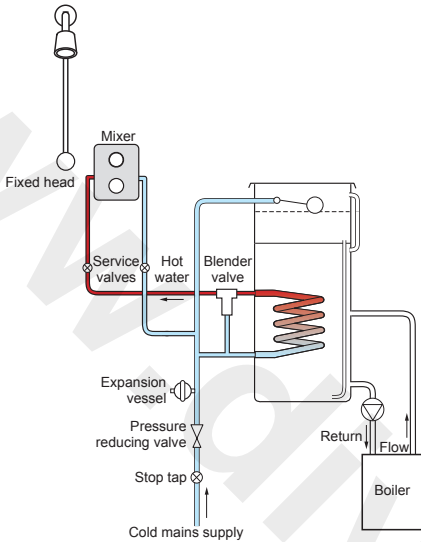 Mixer
Fixed head
Service
valves
Hot
water
Blender
valve
Expansion
vessel
Pressure
reducing valve
Stop tap
Cold mains supply
Return
Flow
Boiler
w.div